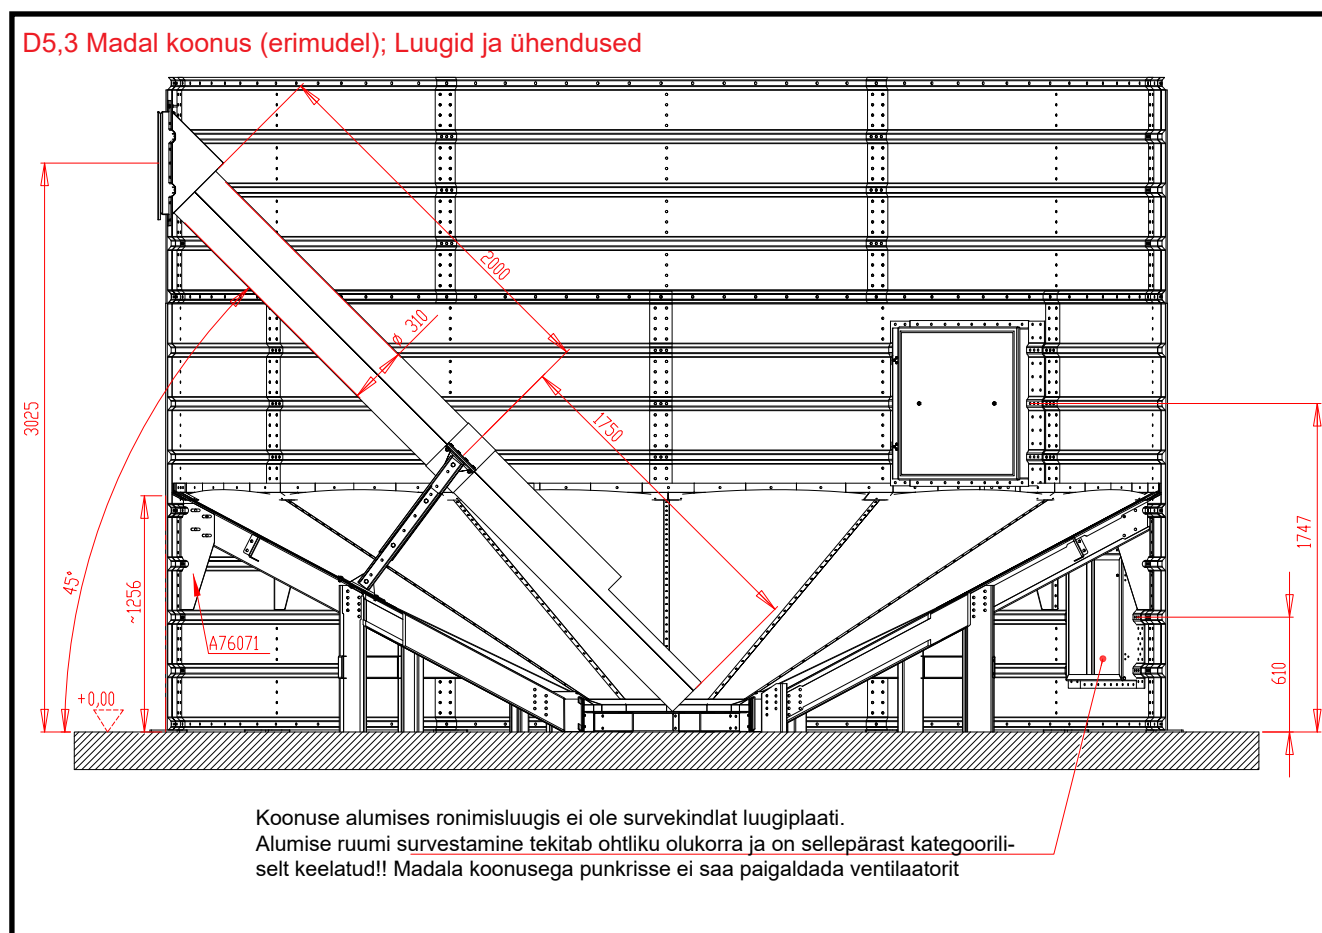 D5,3 Madal koonus (erimudel); Luugid ja ühendused
2000
Ø 310
1750
3025
45°
~1256
A76071
+0,00
1747
610
Koonuse alumises ronimisluugis ei ole survekindlat luugiplaati.
Alumise ruumi survestamine tekitab ohtliku olukorra ja on sellepärast kategoorili-
selt keelatud!! Madala koonusega punkrisse ei saa paigaldada ventilaatorit